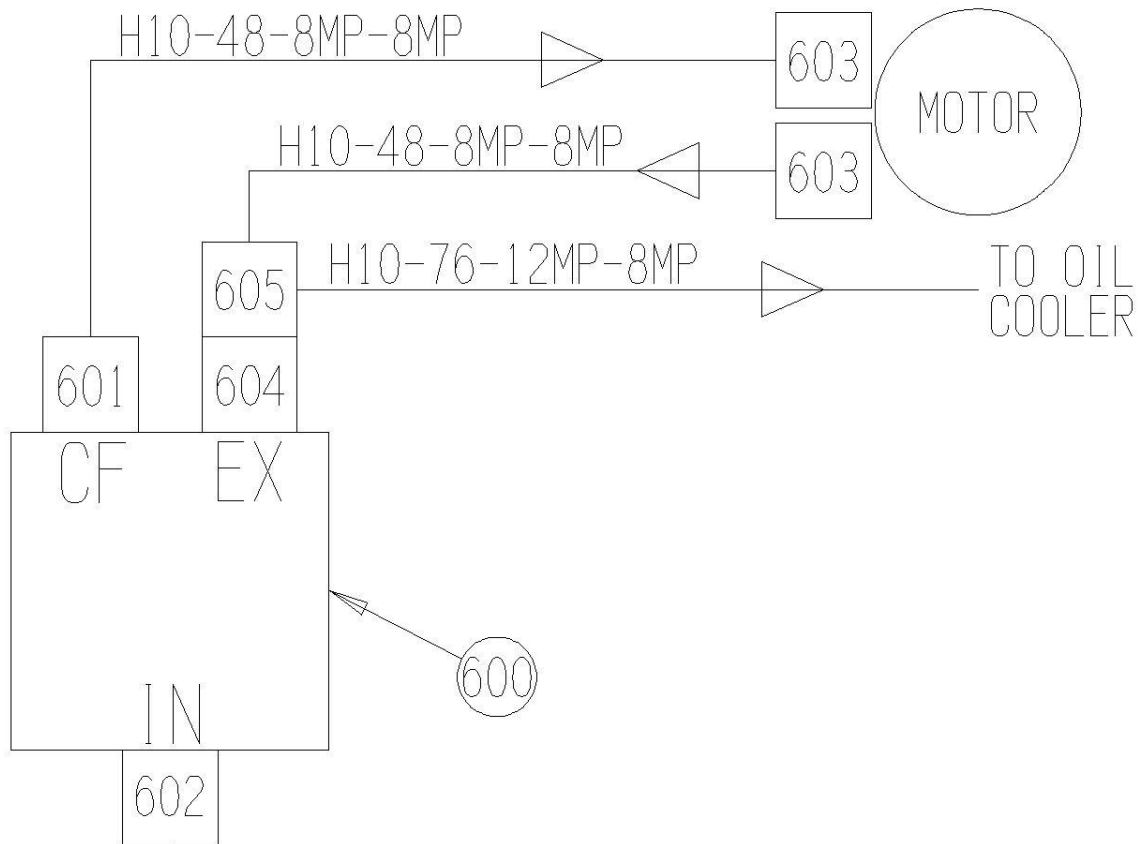 H10-48-8MP-8MP
603
MOTOR
H10-48-8MP-8MP
603
H10-76-12MP-8MP
TO OIL
COOLER
605
601
604
CF
EX
600
IN
602